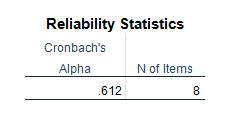 Reliability Statistics
Cronbach's
Alpha N of Items
.612 8